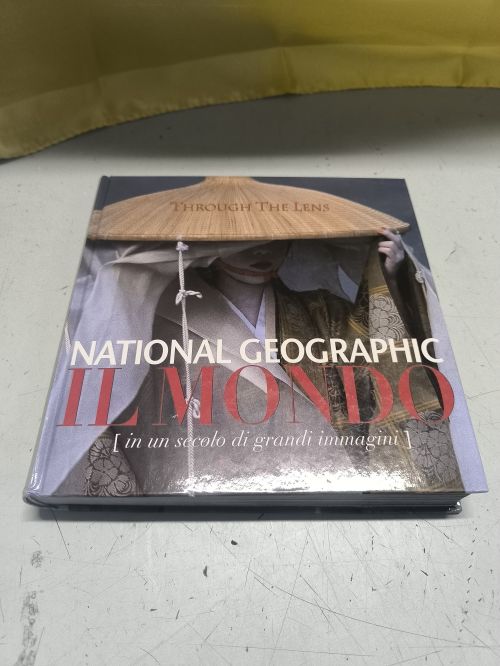 THROUGH THE LENS
NATIONAL GEOGRAPHIC
IL MONDO
[ in un secolo di grandi immagini ]